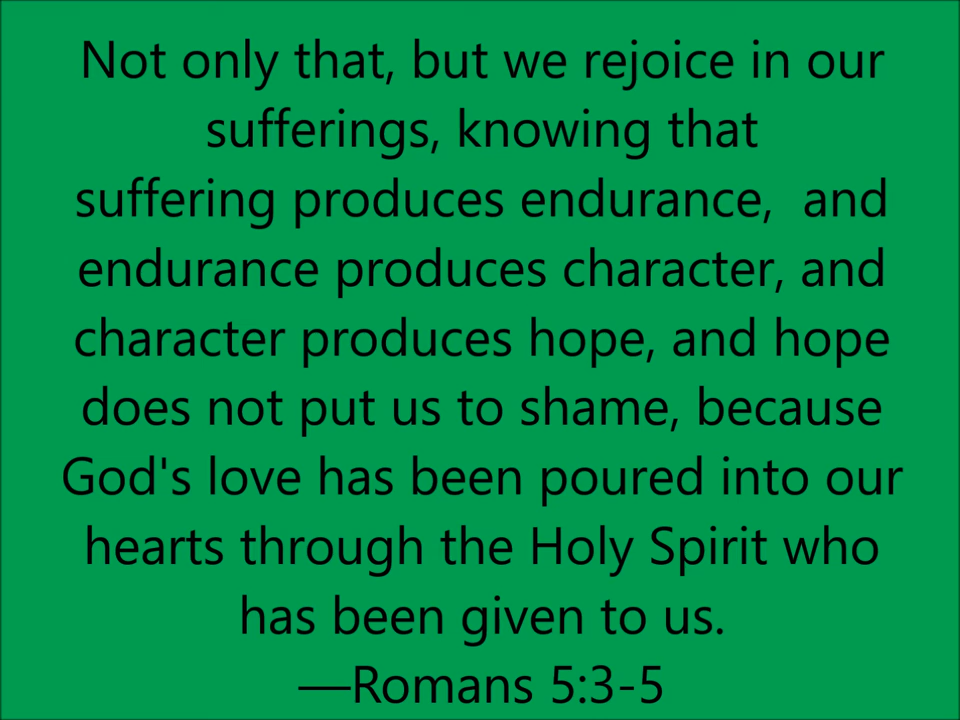 Not only that, but we rejoice in our
sufferings, knowing that
suffering produces endurance,  and
endurance produces character, and
character produces hope, and hope
does not put us to shame, because
God's love has been poured into our
hearts through the Holy Spirit who
has been given to us.
—Romans 5:3-5